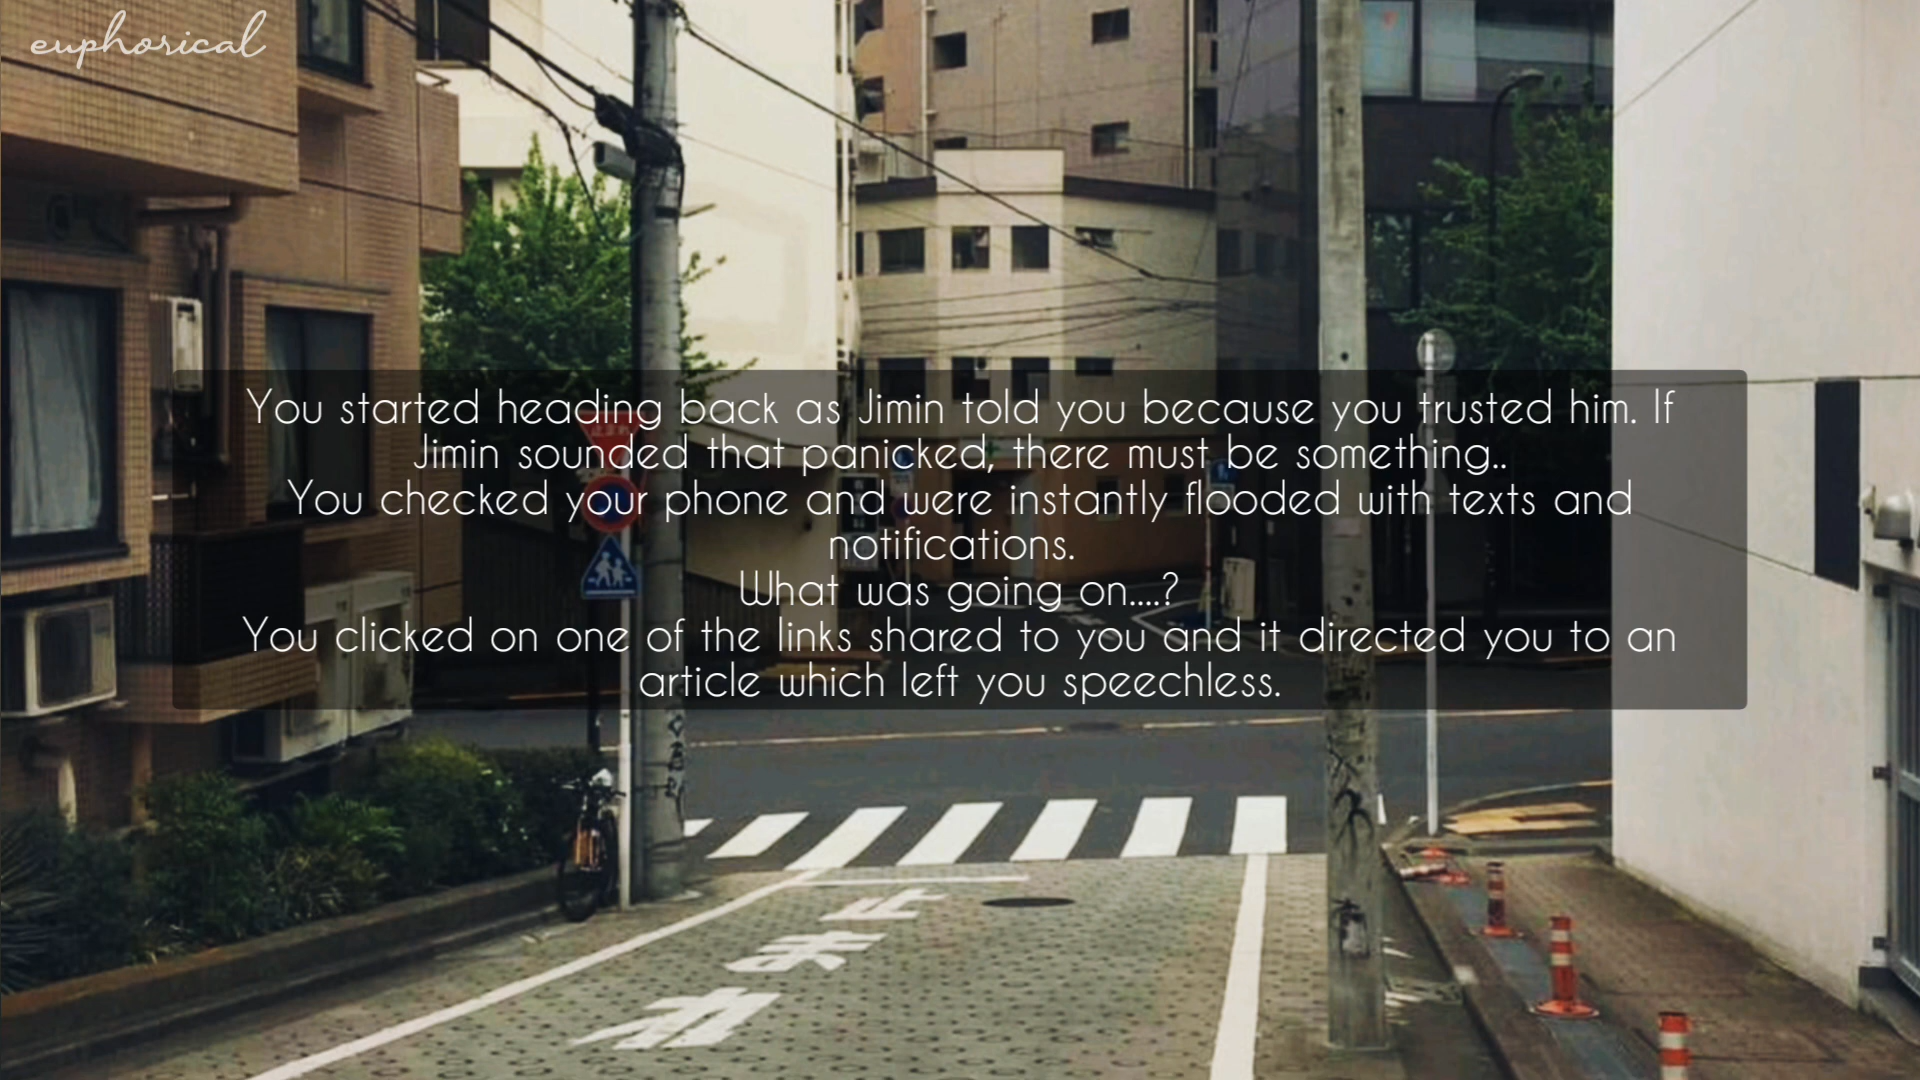 euphorical
You started heading back as Jimin told you because you trusted him. If
Jimin sounded that panicked, there must be something..
You checked your phone and were instantly flooded with texts and
notifications.
What was going on....?
You clicked on one of the links shared to you and it directed you to an
article which left you speechless.
止まれ